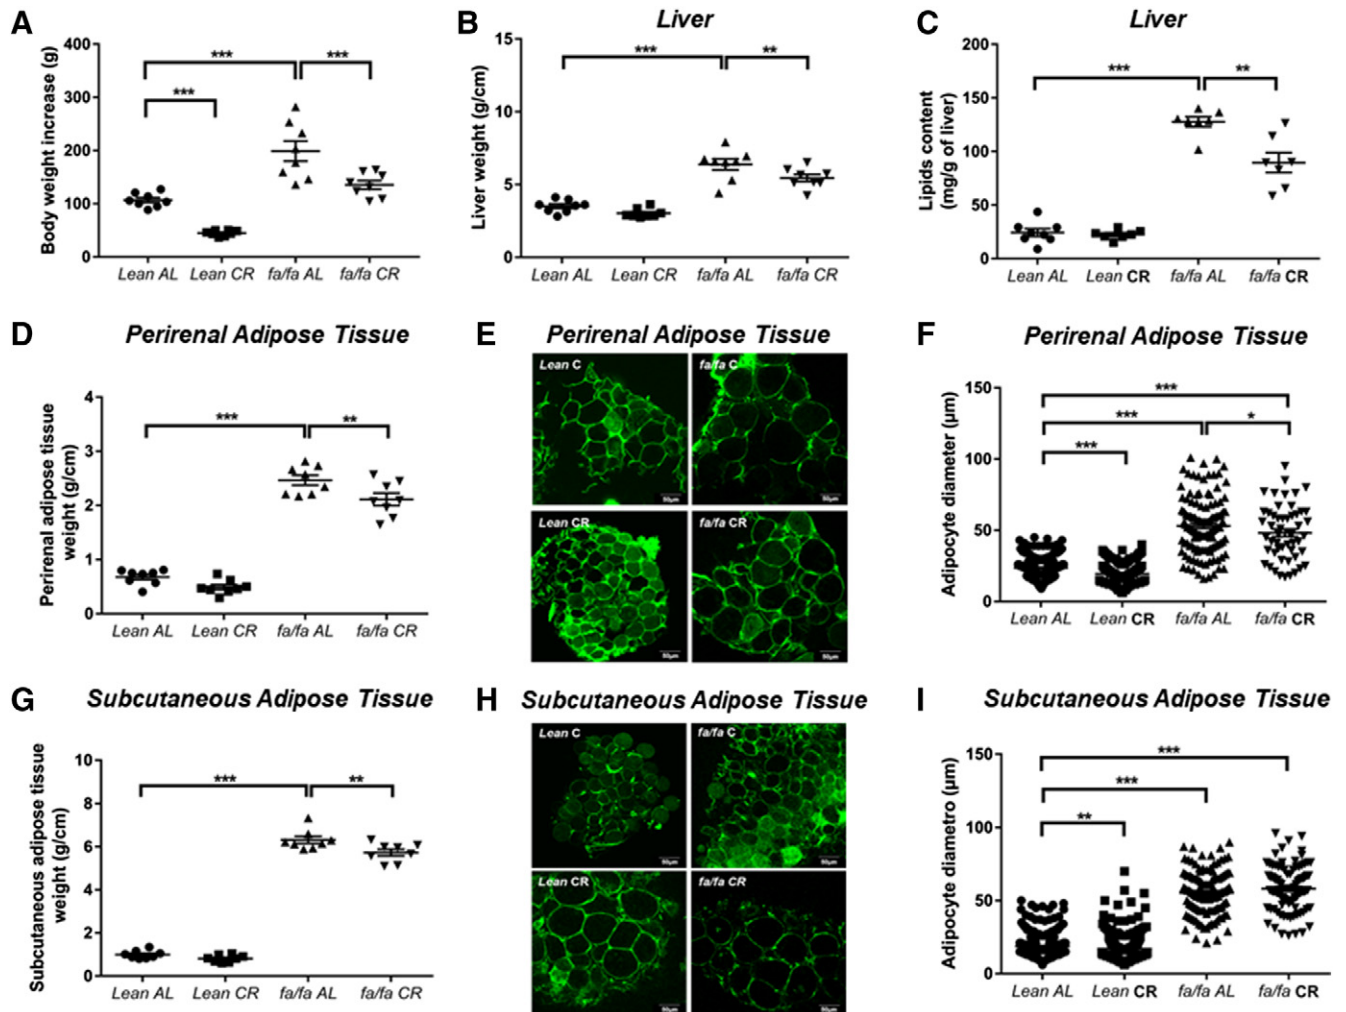 A
Body weight increase (g)
400
300
200
100
0
***
***
***
Lean AL
Lean CR
fa/fa AL
fa/fa CR
B
Liver
Liver weight (g/cm)
15
10
5
0
***
**
Lean AL
Lean CR
fa/fa AL
fa/fa CR
C
Liver
Lipids content
(mg/g of liver)
200
150
100
50
0
***
**
Lean AL
Lean CR
fa/fa AL
fa/fa CR
D
Perirenal Adipose Tissue
Perirenal adipose tissue
weight (g/cm)
4
3
2
1
0
***
**
Lean AL
Lean CR
fa/fa AL
fa/fa CR
E
Perirenal Adipose Tissue
Lean C
50µm
fa/fa C
50µm
Lean CR
50µm
fa/fa CR
50µm
F
Perirenal Adipose Tissue
Adipocyte diameter (µm)
150
100
50
0
***
***
*
***
Lean AL
Lean CR
fa/fa AL
fa/fa CR
G
Subcutaneous Adipose Tissue
Subcutaneous adipose tissue
weight (g/cm)
10
8
6
4
2
0
***
**
Lean AL
Lean CR
fa/fa AL
fa/fa CR
H
Subcutaneous Adipose Tissue
Lean C
50µm
fa/fa C
50µm
Lean CR
50µm
fa/fa CR
50µm
I
Subcutaneous Adipose Tissue
Adipocyte diametro (µm)
150
100
50
0
***
***
**
Lean AL
Lean CR
fa/fa AL
fa/fa CR